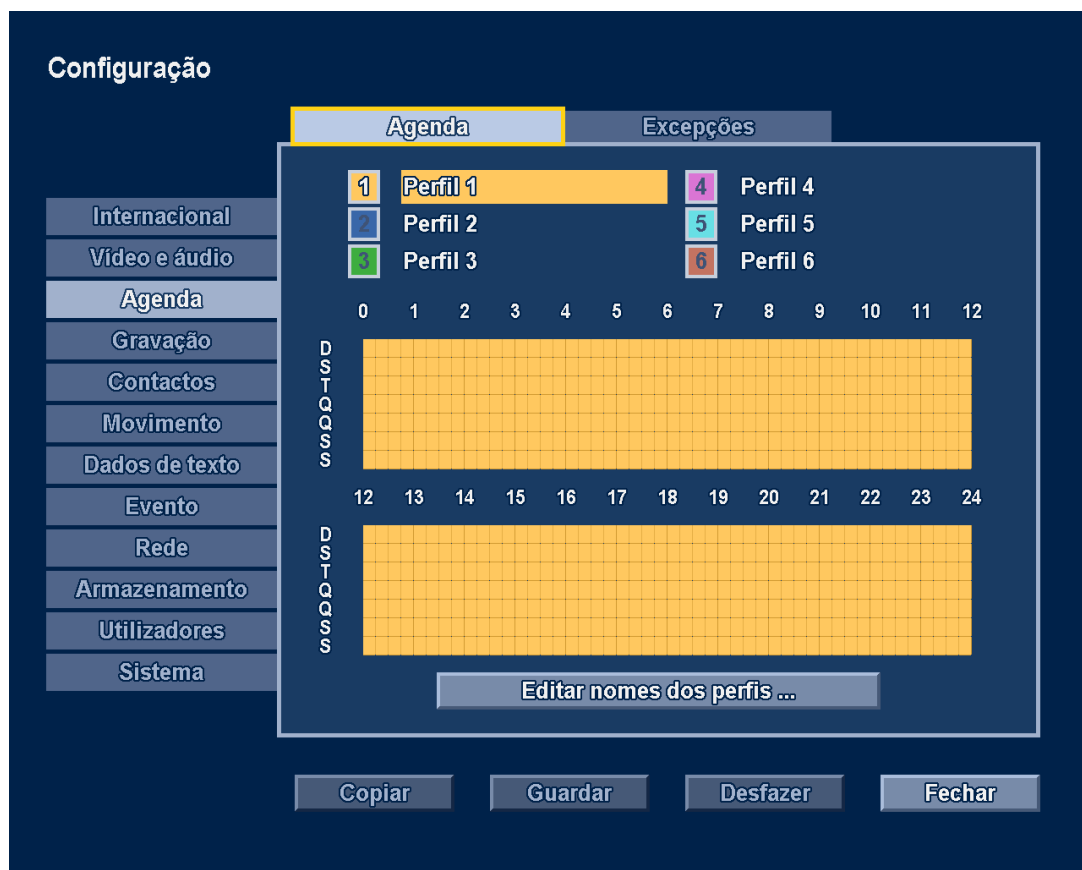 Configuração
Agenda Excepções
1 Perfil 1 4 Perfil 4
2 Perfil 2 5 Perfil 5
3 Perfil 3 6 Perfil 6
Internacional
Vídeo e áudio
Agenda
Gravação
Contactos
Movimento
Dados de texto
Evento
Rede
Armazenamento
Utilizadores
Sistema
0 1 2 3 4 5 6 7 8 9 10 11 12
D
S
T
Q
Q
S
S
12 13 14 15 16 17 18 19 20 21 22 23 24
D
S
T
Q
Q
S
S
Editar nomes dos perfis ...
Copiar Guardar Desfazer Fechar